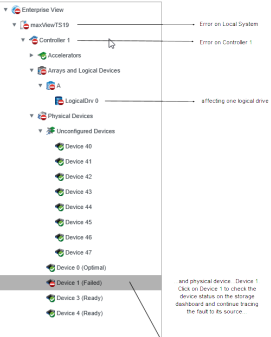 Enterprise View
maxViewTS19
Error on Local System
Controller 1
Error on Controller 1
Accelerators
Arrays and Logical Devices
A
LogicalDrv 0
affecting one logical drive
Physical Devices
Unconfigured Devices
Device 40
Device 41
Device 42
Device 43
Device 44
Device 45
Device 46
Device 47
Device 0 (Optimal)
Device 1 (Failed)
Device 3 (Ready)
Device 4 (Ready)
and physical device. Device 1
Click on Device 1 to check the
device status on the storage
dashboard and continue tracing
the fault to its source.